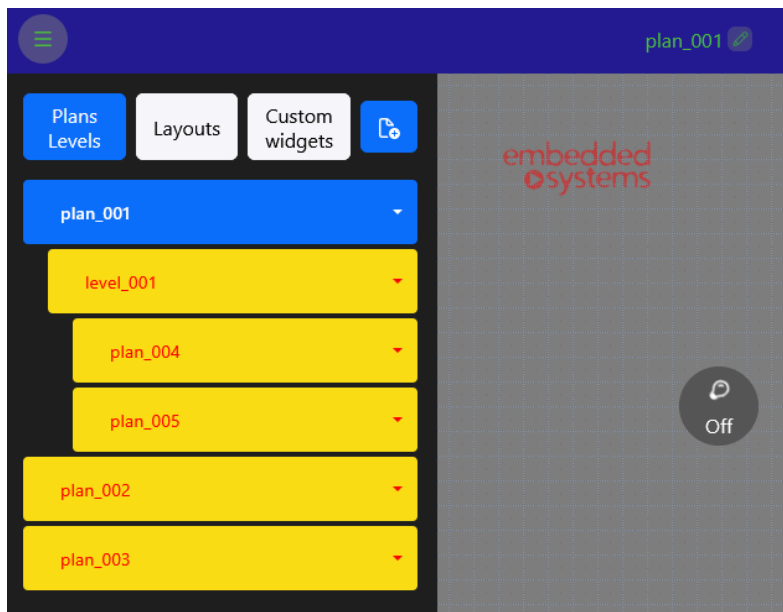 plan_001
Plans
Levels
Layouts
Custom
widgets
plan_001
level_001
plan_004
plan_005
plan_002
plan_003
embedded
systems
Off